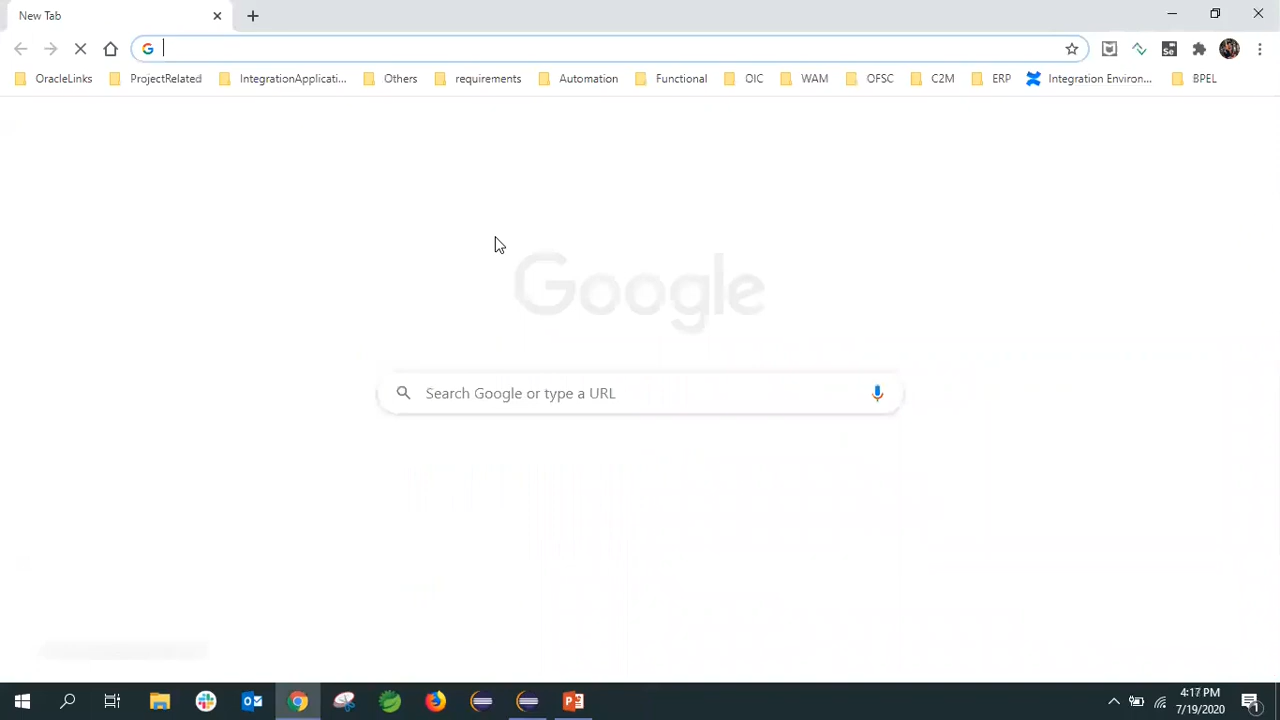 New Tab
OracleLinks ProjectRelated IntegrationApplicati... Others requirements Automation Functional OIC WAM OFSC C2M ERP Integration Environ... BPEL
Google
Search Google or type a URL
4:17 PM
7/19/2020